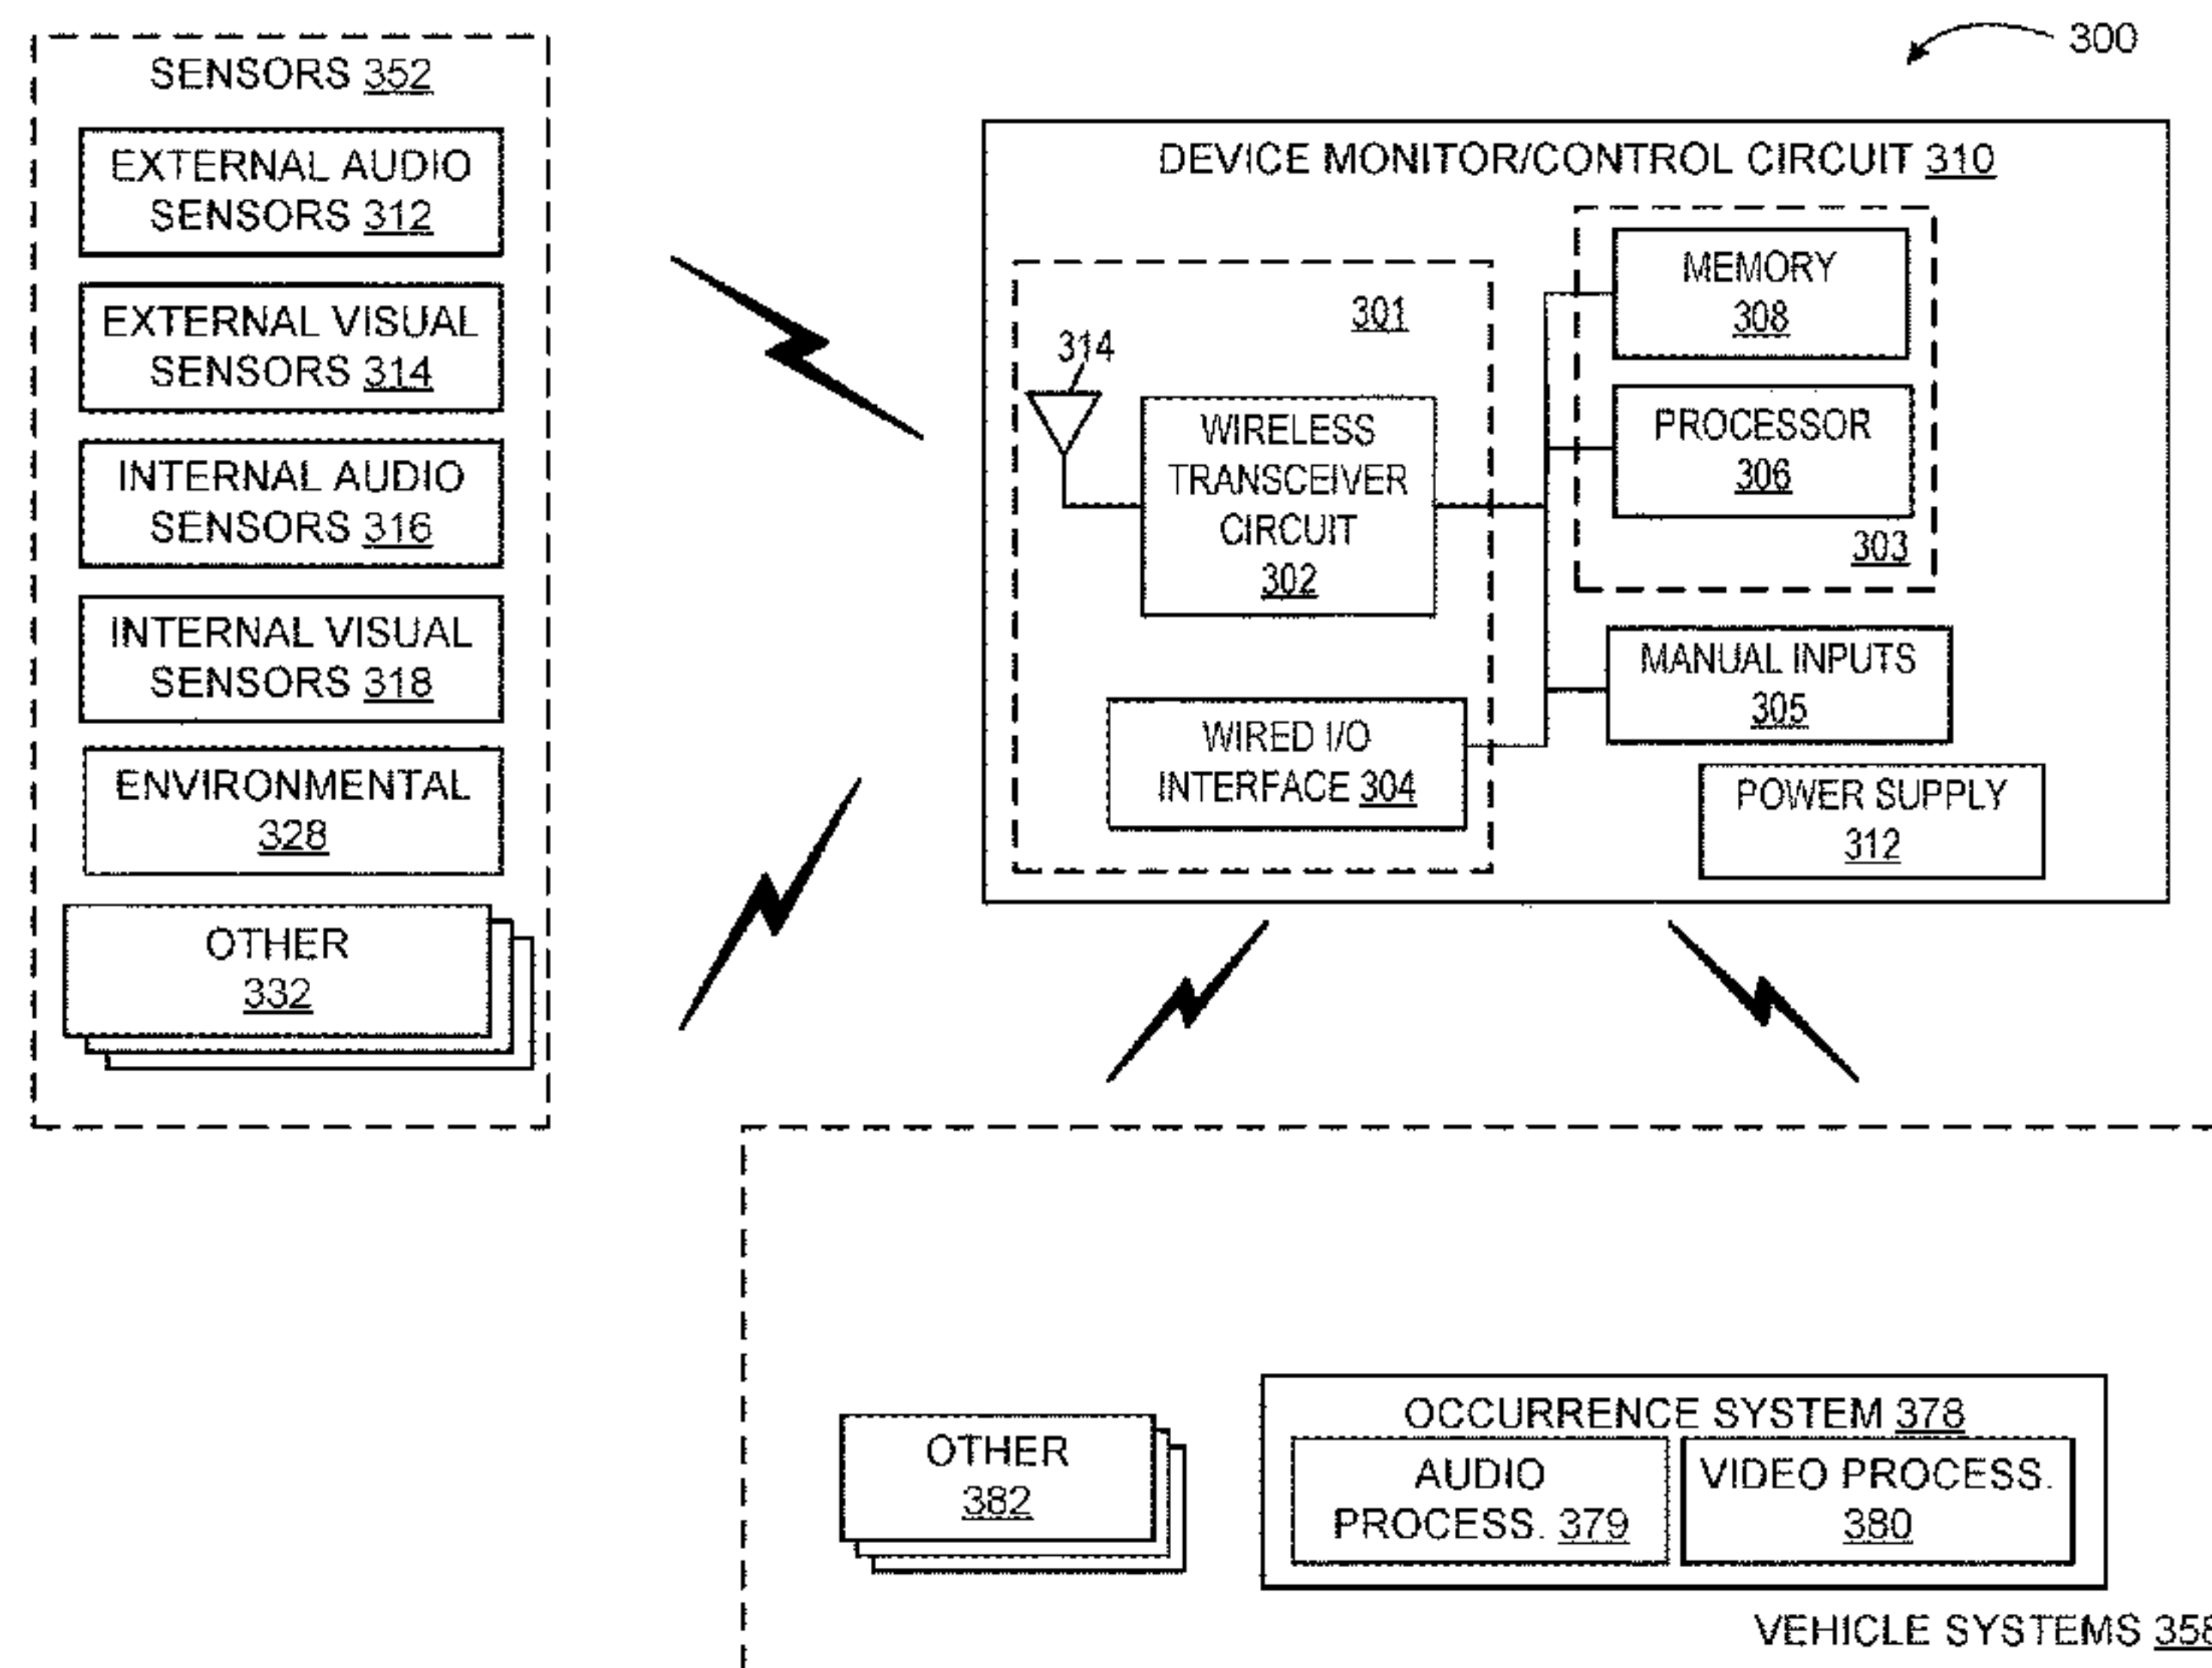 300
SENSORS 352
EXTERNAL AUDIO
SENSORS 312
EXTERNAL VISUAL
SENSORS 314
INTERNAL AUDIO
SENSORS 316
INTERNAL VISUAL
SENSORS 318
ENVIRONMENTAL
328
OTHER
332
DEVICE MONITOR/CONTROL CIRCUIT 310
301
314
WIRELESS
TRANSCEIVER
CIRCUIT
302
WIRED I/O
INTERFACE 304
MEMORY
308
PROCESSOR
306
303
MANUAL INPUTS
305
POWER SUPPLY
312
OTHER
382
OCCURRENCE SYSTEM 378
AUDIO
PROCESS. 379
VIDEO PROCESS.
380
VEHICLE SYSTEMS 358